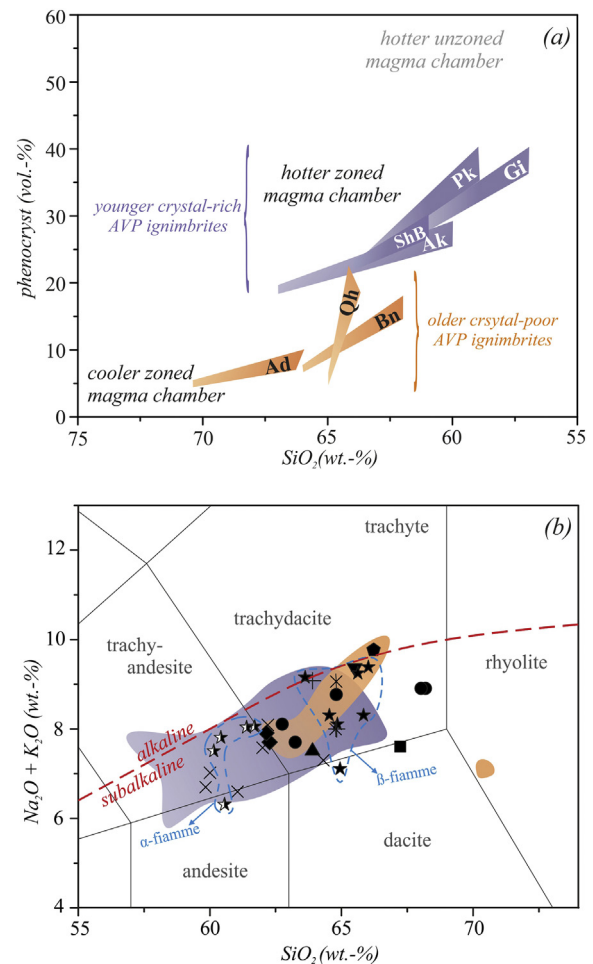 60
50
40
30
20
10
0
phenocryst (vol.-%)
hotter unzoned
magma chamber
(a)
hotter zoned
magma chamber
younger crystal-rich
AVP ignimbrites
Pk
Gi
ShB
Ak
Qh
Bn
Ad
older crsytal-poor
AVP ignimbrites
cooler zoned
magma chamber
75
70
65
60
55
SiO₂(wt.-%)
12
10
8
6
4
Na₂O + K₂O (wt.-%)
(b)
trachyte
trachydacite
trachy-
andesite
rhyolite
alkaline
subalkaline
α-fiamme
ß-fiamme
andesite
dacite
55
60
65
70
SiO₂(wt.-%)